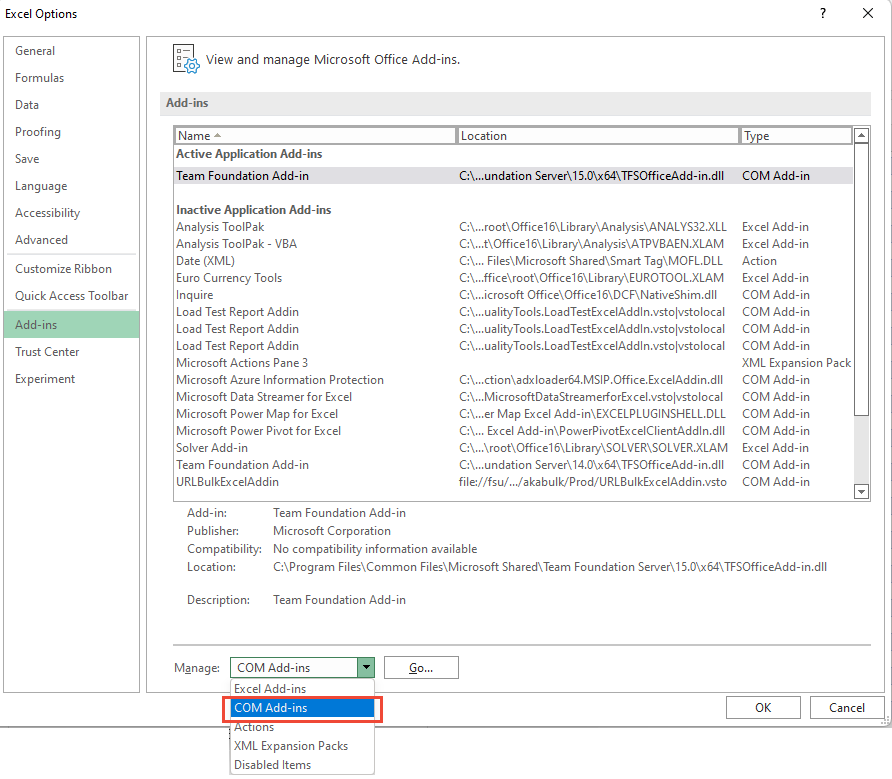 Excel Options ? ×
General
Formulas
Data
Proofing
Save
Language
Accessibility
Advanced
Customize Ribbon
Quick Access Toolbar
Add-ins
Trust Center
Experiment
View and manage Microsoft Office Add-ins.
Add-ins
Name Location Type
Active Application Add-ins
Team Foundation Add-in C:\...undation Server\15.0\x64\TFSOfficeAdd-in.dll COM Add-in
Inactive Application Add-ins
Analysis ToolPak C:\...root\Office16\Library\Analysis\ANALYS32.XLL Excel Add-in
Analysis ToolPak - VBA C:\...t\Office16\Library\Analysis\ATPVBAEN.XLAM Excel Add-in
Date (XML) C:\... Files\Microsoft Shared\Smart Tag\MOFL.DLL Action
Euro Currency Tools C:\...ffice\root\Office16\Library\EUROTOOL.XLAM Excel Add-in
Inquire C:\...icrosoft Office\Office16\DCF\NativeShim.dll COM Add-in
Load Test Report Addin C:\...ualityTools.LoadTestExcelAddIn.vsto|vstolocal COM Add-in
Load Test Report Addin C:\...ualityTools.LoadTestExcelAddIn.vsto|vstolocal COM Add-in
Load Test Report Addin C:\...ualityTools.LoadTestExcelAddIn.vsto|vstolocal COM Add-in
Microsoft Actions Pane 3 XML Expansion Pack
Microsoft Azure Information Protection C:\...ction\adxloader64.MSIP.Office.ExcelAddin.dll COM Add-in
Microsoft Data Streamer for Excel C:\...MicrosoftDataStreamerforExcel.vsto|vstolocal COM Add-in
Microsoft Power Map for Excel C:\...er Map Excel Add-in\EXCELPLUGINSHELL.DLL COM Add-in
Microsoft Power Pivot for Excel C:\... Excel Add-in\PowerPivotExcelClientAddIn.dll COM Add-in
Solver Add-in C:\...\root\Office16\Library\SOLVER\SOLVER.XLAM Excel Add-in
Team Foundation Add-in C:\...undation Server\14.0\x64\TFSOfficeAdd-in.dll COM Add-in
URLBulkExcelAddin file://fsu/.../akabulk/Prod/URLBulkExcelAddin.vsto COM Add-in
Add-in: Team Foundation Add-in
Publisher: Microsoft Corporation
Compatibility: No compatibility information available
Location: C:\Program Files\Common Files\Microsoft Shared\Team Foundation Server\15.0\x64\TFSOfficeAdd-in.dll
Description: Team Foundation Add-in
Manage: COM Add-ins Go...
Excel Add-ins
COM Add-ins
Actions
XML Expansion Packs
Disabled Items
OK Cancel